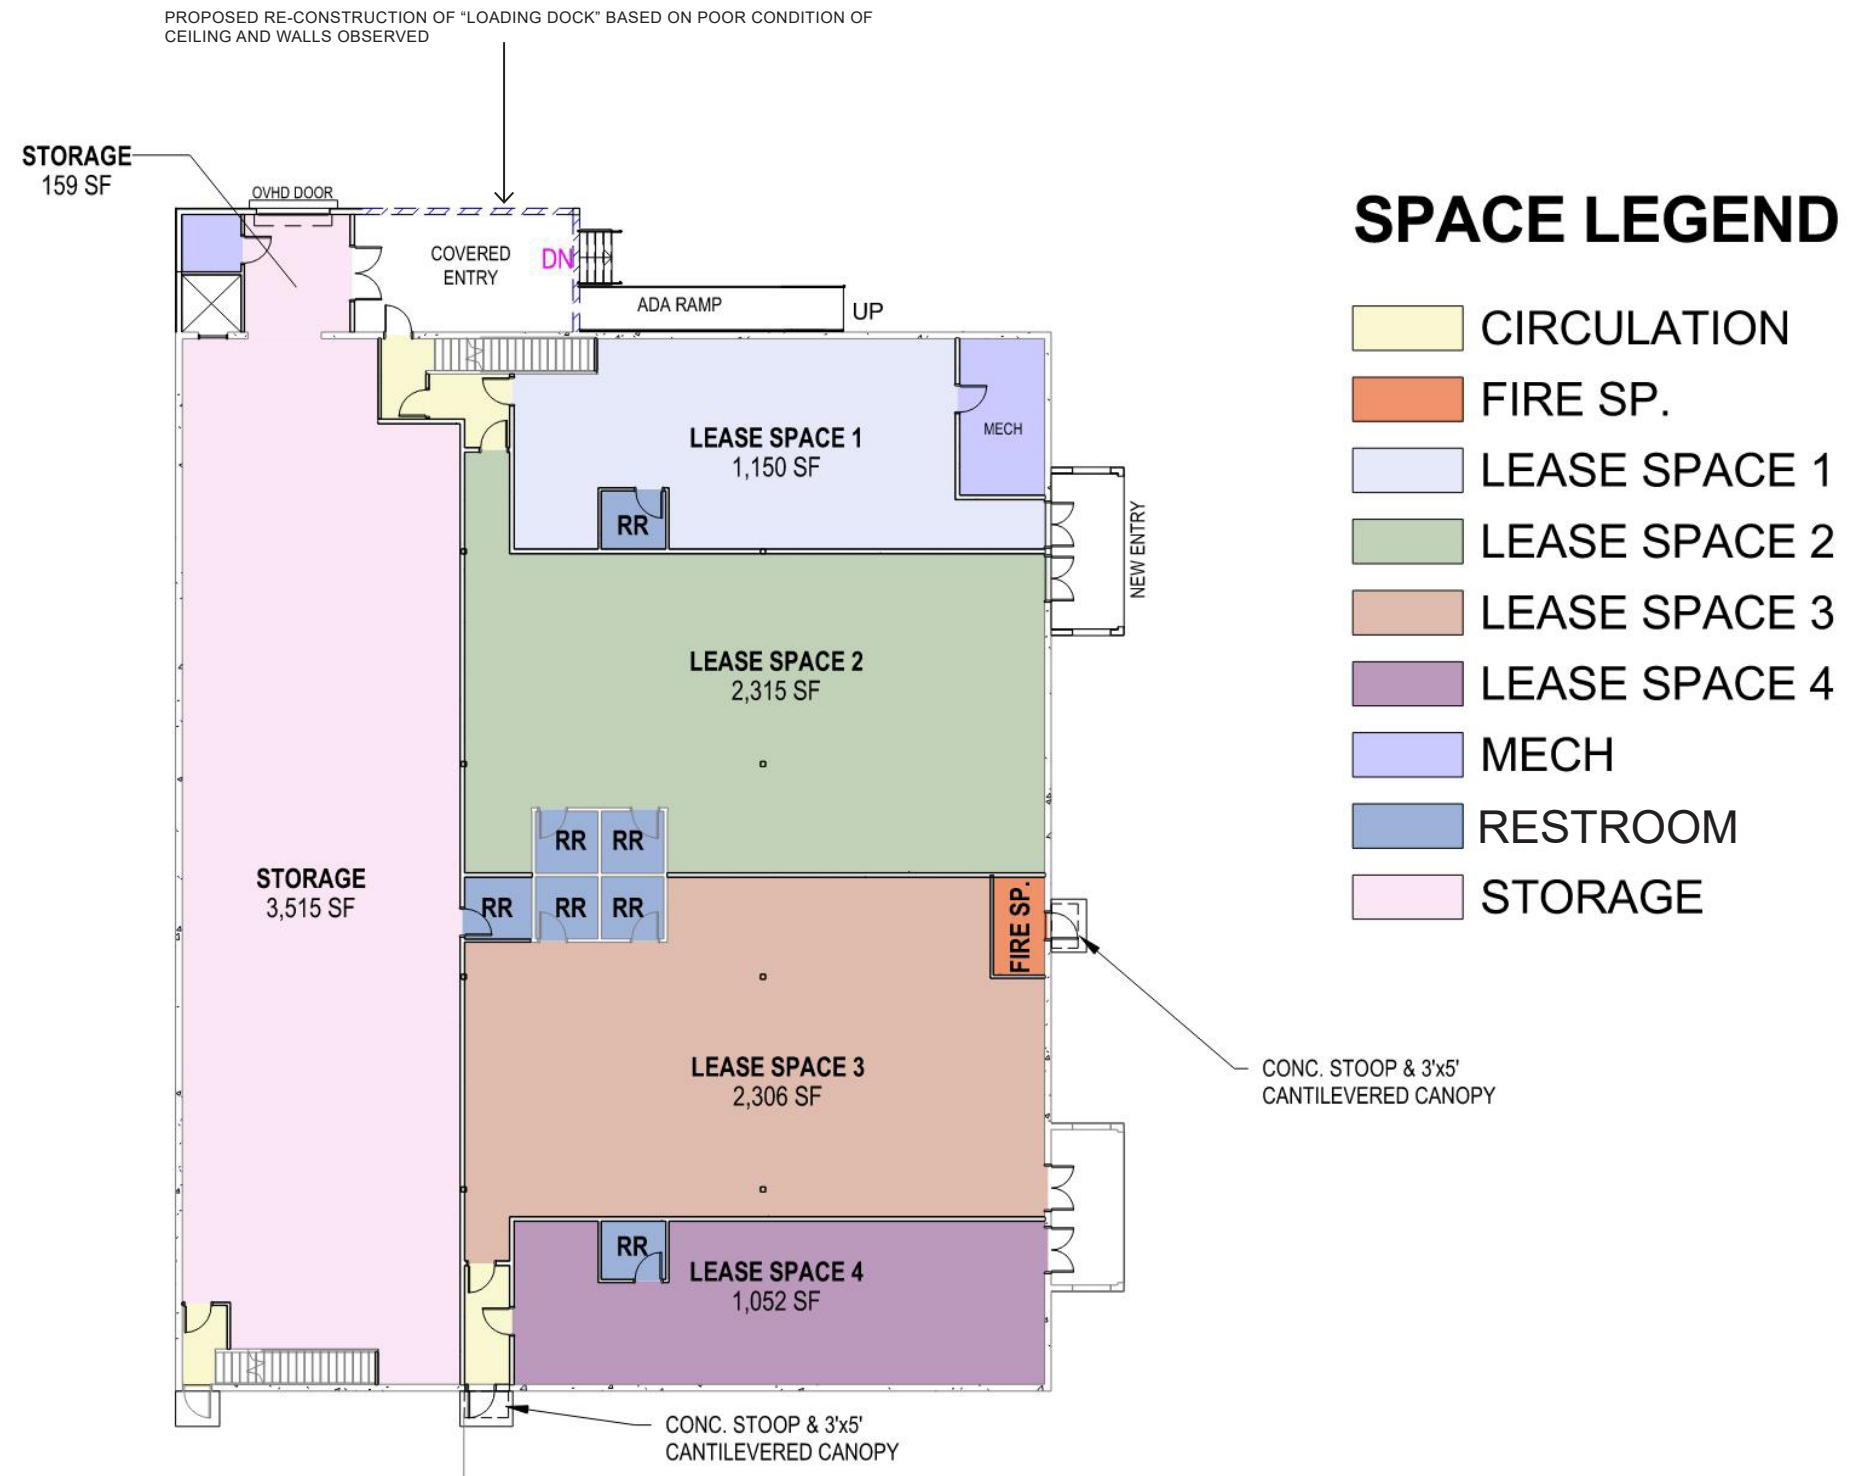 PROPOSED RE-CONSTRUCTION OF “LOADING DOCK” BASED ON POOR CONDITION OF
CEILING AND WALLS OBSERVED
STORAGE
159 SF
OVHD DOOR
COVERED
ENTRY
DN
ADA RAMP
UP
LEASE SPACE 1
1,150 SF
MECH
RR
NEW ENTRY
LEASE SPACE 2
2,315 SF
RR
RR
STORAGE
3,515 SF
RR
RR
RR
FIRE SP.
LEASE SPACE 3
2,306 SF
CONC. STOOP & 3'x5'
CANTILEVERED CANOPY
RR
LEASE SPACE 4
1,052 SF
CONC. STOOP & 3'x5'
CANTILEVERED CANOPY
SPACE LEGEND
CIRCULATION
FIRE SP.
LEASE SPACE 1
LEASE SPACE 2
LEASE SPACE 3
LEASE SPACE 4
MECH
RESTROOM
STORAGE